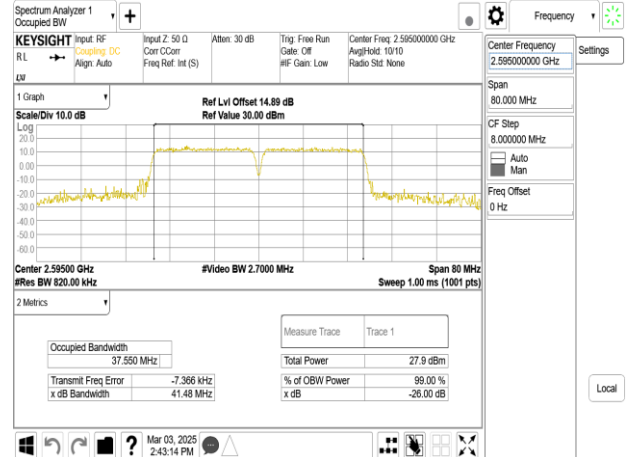 Spectrum Analyzer 1
Occupied BW
Frequency
KEYSIGHT
RL
Input: RF
Coupling: DC
Align: Auto
Input Z: 50 Ω
Corr CCorr
Freq Ref: Int (S)
Atten: 30 dB
Trig: Free Run
Gate: Off
#IF Gain: Low
Center Freq: 2.595000000 GHz
Avg|Hold: 10/10
Radio Std: None
Center Frequency
2.595000000 GHz
Settings
Span
80.000 MHz
CF Step
8.000000 MHz
Auto
Man
Freq Offset
0 Hz
Local
1 Graph
Scale/Div 10.0 dB
Ref Lvl Offset 14.89 dB
Ref Value 30.00 dBm
Log
20.0
10.0
0.00
-10.0
-20.0
-30.0
-40.0
-50.0
-60.0
Center 2.59500 GHz
#Video BW 2.7000 MHz
Span 80 MHz
#Res BW 820.00 kHz
Sweep 1.00 ms (1001 pts)
2 Metrics
Measure Trace
Trace 1
Occupied Bandwidth
37.550 MHz
Total Power
27.9 dBm
Transmit Freq Error
-7.366 kHz
% of OBW Power
99.00 %
x dB Bandwidth
41.48 MHz
x dB
-26.00 dB
?
Mar 03, 2025
2:43:14 PM